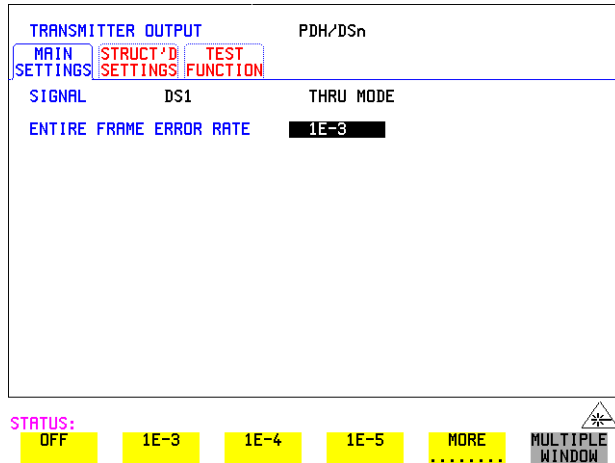 TRANSMITTER OUTPUT PDH/DSn
MAIN SETTINGS STRUCT'D SETTINGS TEST FUNCTION
SIGNAL DS1 THRU MODE
ENTIRE FRAME ERROR RATE 1E-3
STATUS:
OFF 1E-3 1E-4 1E-5 MORE ........ MULTIPLE WINDOW